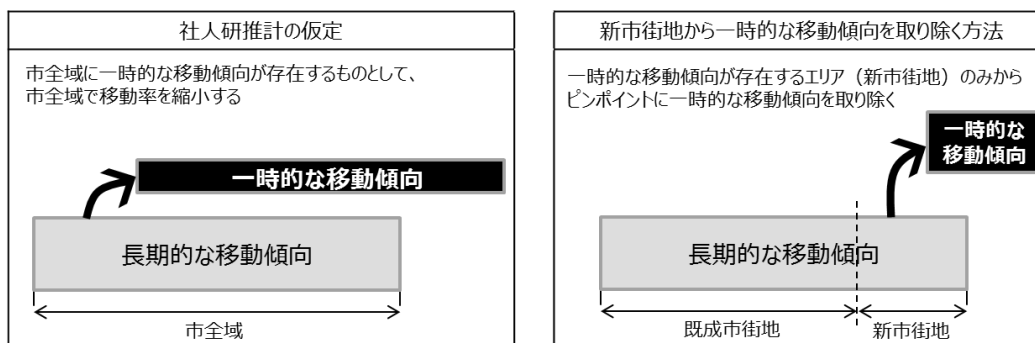 社人研推計の仮定
市全域に一時的な移動傾向が存在するものとして、
市全域で移動率を縮小する
一時的な移動傾向
長期的な移動傾向
市全域
新市街地から一時的な移動傾向を取り除く方法
一時的な移動傾向が存在するエリア（新市街地）のみから
ピンポイントに一時的な移動傾向を取り除く
一時的な
移動傾向
長期的な移動傾向
既成市街地
新市街地